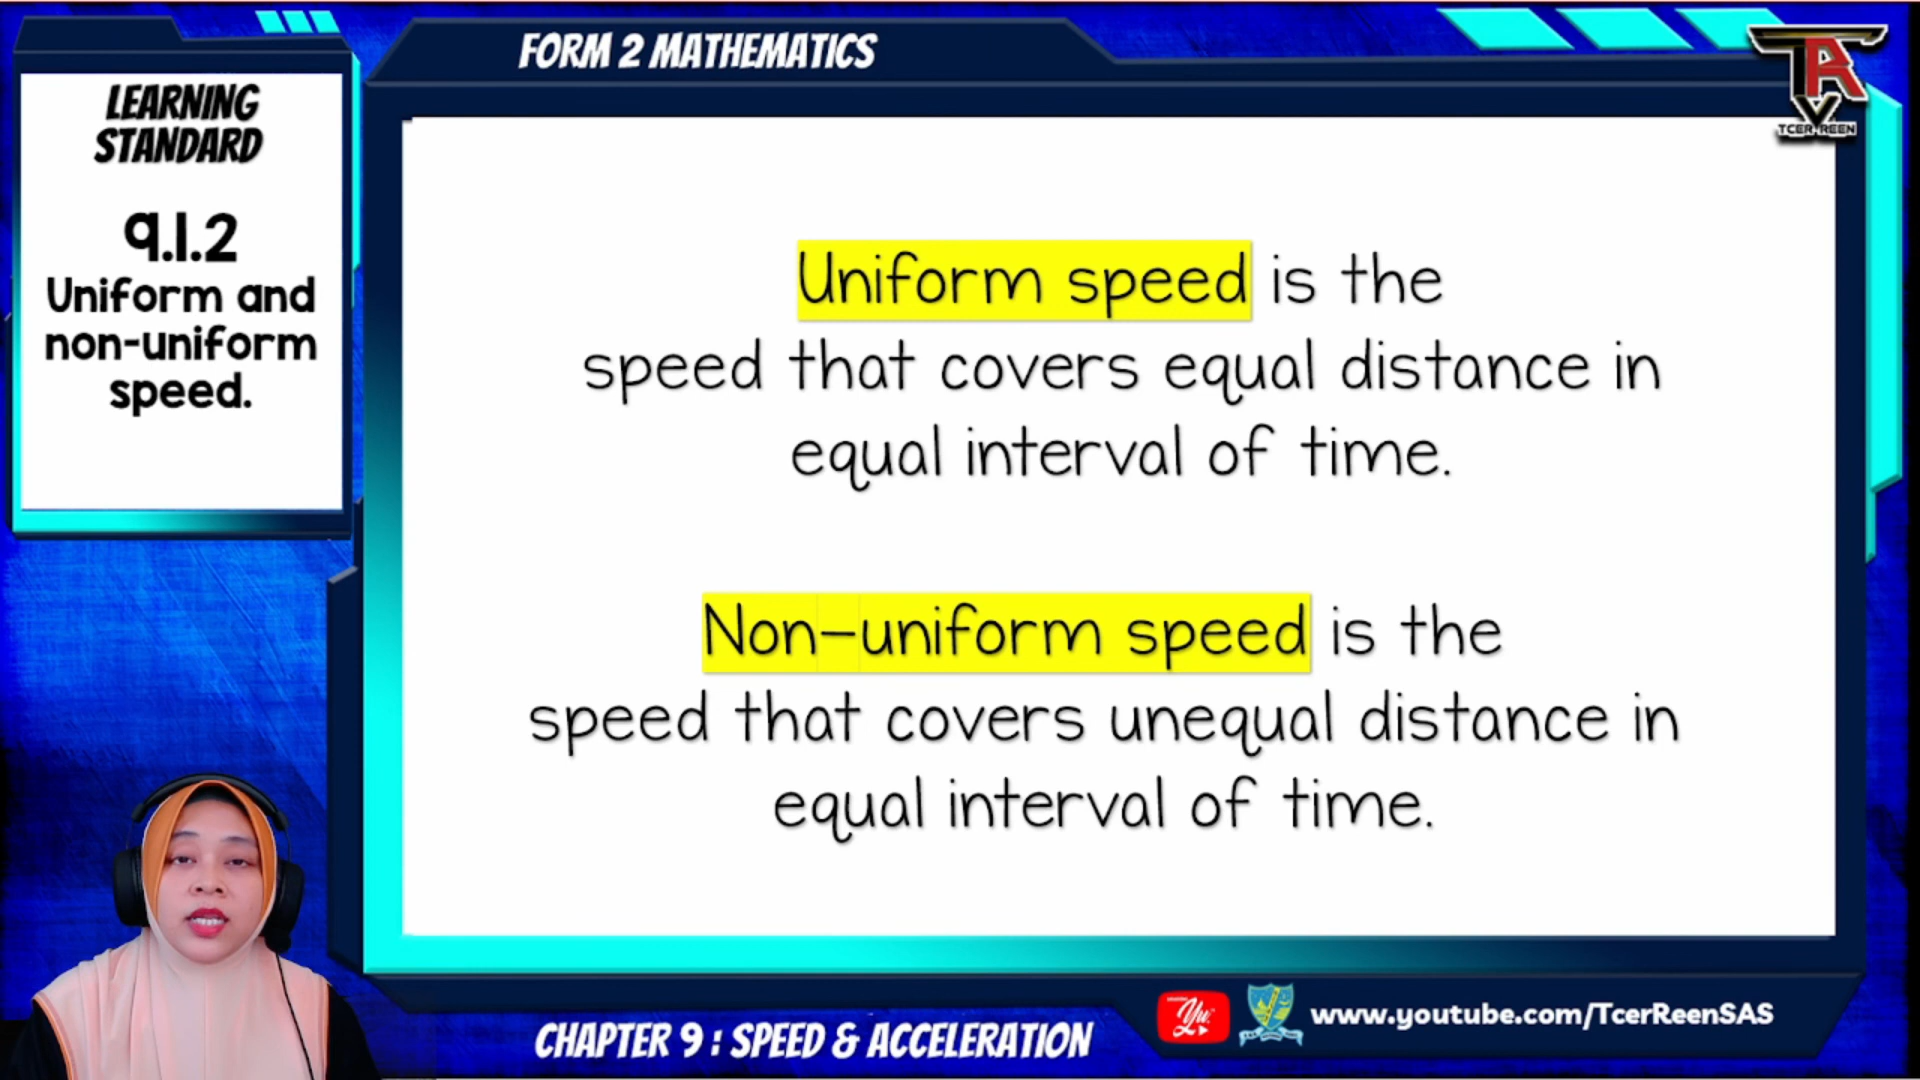 FORM 2 MATHEMATICS
TCER REEN
LEARNING
STANDARD
9.1.2
Uniform and
non-uniform
speed.
Uniform speed is the
speed that covers equal distance in
equal interval of time.
Non-uniform speed is the
speed that covers unequal distance in
equal interval of time.
CHAPTER 9 : SPEED & ACCELERATION
www.youtube.com/TcerReenSAS